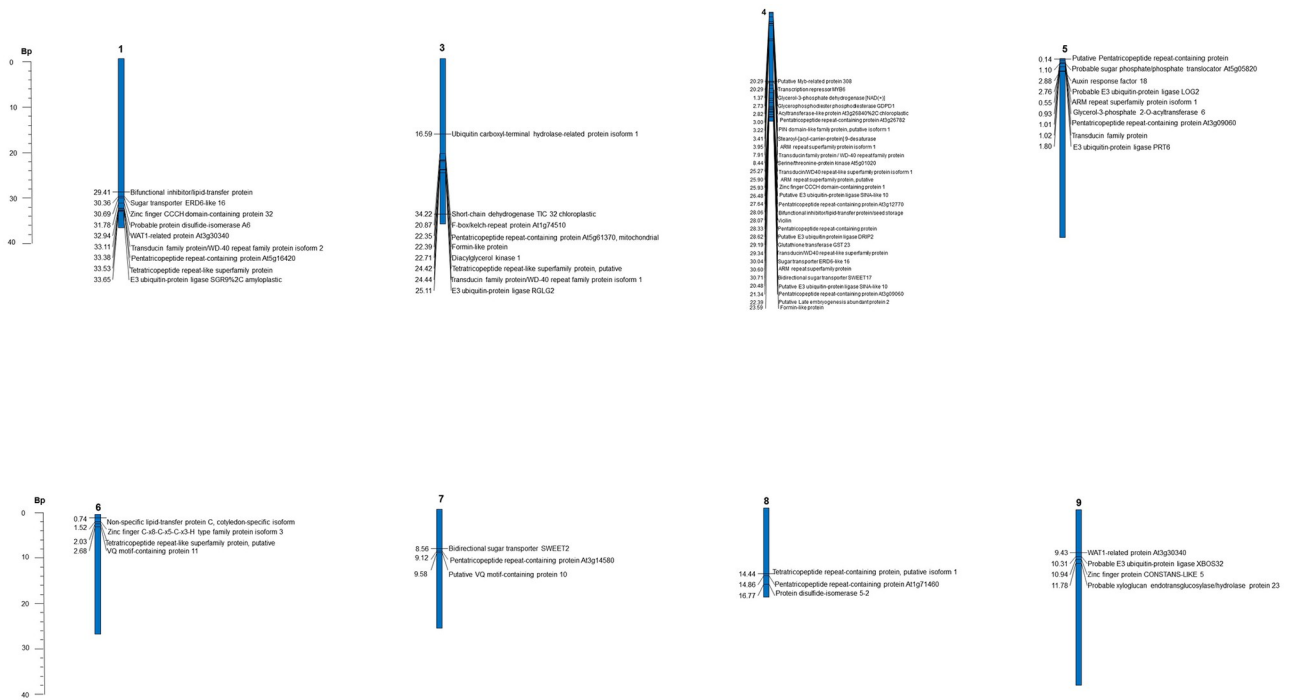 Bp
0
10
20
30
40
1
29.41 Bifunctional inhibitor/lipid-transfer protein
30.36 Sugar transporter ERD6-like 16
30.69 Zinc finger CCCH domain-containing protein 32
31.78 Probable protein disulfide-isomerase A6
32.94 WAT1-related protein At3g30340
33.11 Transducin family protein/WD-40 repeat family protein isoform 2
33.38 Pentatricopeptide repeat-containing protein At5g16420
33.53 Tetratricopeptide repeat-like superfamily protein
33.65 E3 ubiquitin-protein ligase SGR9%2C amyloplastic
3
16.59 Ubiquitin carboxyl-terminal hydrolase-related protein isoform 1
34.22 Short-chain dehydrogenase TIC 32 chloroplastic
20.87 F-box/kelch-repeat protein At1g74510
22.35 Pentatricopeptide repeat-containing protein At5g61370, mitochondrial
22.39 Formin-like protein
22.71 Diacylglycerol kinase 1
24.42 Tetratricopeptide repeat-like superfamily protein, putative
24.44 Transducin family protein/WD-40 repeat family protein isoform 1
25.11 E3 ubiquitin-protein ligase RGLG2
4
20.29 Putative Myb-related protein 308
20.29 Transcription repressor MYB6
1.37 Glycerol-3-phosphate dehydrogenase [NAD(+)]
2.73 Glycerophosphodiester phosphodiesterase GDPD1
2.82 Acyltransferase-like protein At3g26840%2C chloroplastic
3.00 Pentatricopeptide repeat-containing protein At3g26782
3.22 PIN domain-like family protein, putative isoform 1
3.41 Stearoyl-[acyl-carrier-protein] 9-desaturase
3.95 ARM repeat superfamily protein isoform 1
7.91 Transducin family protein / WD-40 repeat family protein
8.44 Serine/threonine-protein kinase At5g01020
25.27 Transducin/WD40 repeat-like superfamily protein isoform 1
25.90 ARM repeat superfamily protein, putative
25.93 Zinc finger CCCH domain-containing protein 1
26.48 Putative E3 ubiquitin-protein ligase SINA-like 10
27.64 Pentatricopeptide repeat-containing protein At3g12770
28.06 Bifunctional inhibitor/lipid-transfer protein/seed storage
28.07 Vicilin
28.33 Pentatricopeptide repeat-containing protein
28.62 Putative E3 ubiquitin-protein ligase DRIP2
29.19 Glutathione transferase GST 23
29.34 Transducin/WD40 repeat-like superfamily protein
30.04 Sugar transporter ERD6-like 16
30.60 ARM repeat superfamily protein
30.71 Bidirectional sugar transporter SWEET17
20.48 Putative E3 ubiquitin-protein ligase SINA-like 10
21.34 Pentatricopeptide repeat-containing protein At3g09060
22.39 Putative Late embryogenesis abundant protein 2
23.59 Formin-like protein
5
0.14 Putative Pentatricopeptide repeat-containing protein
1.10 Probable sugar phosphate/phosphate translocator At5g05820
2.88 Auxin response factor 18
2.76 Probable E3 ubiquitin-protein ligase LOG2
0.55 ARM repeat superfamily protein isoform 1
0.93 Glycerol-3-phosphate 2-O-acyltransferase 6
1.01 Pentatricopeptide repeat-containing protein At3g09060
1.02 Transducin family protein
1.80 E3 ubiquitin-protein ligase PRT6
Bp
0
10
20
30
40
6
0.74 Non-specific lipid-transfer protein C, cotyledon-specific isoform
1.52 Zinc finger C-x8-C-x5-C-x3-H type family protein isoform 3
2.03 Tetratricopeptide repeat-like superfamily protein, putative
2.68 VQ motif-containing protein 11
7
8.56 Bidirectional sugar transporter SWEET2
9.12 Pentatricopeptide repeat-containing protein At3g14580
9.58 Putative VQ motif-containing protein 10
8
14.44 Tetratricopeptide repeat-containing protein, putative isoform 1
14.86 Pentatricopeptide repeat-containing protein At1g71460
16.77 Protein disulfide-isomerase 5-2
9
9.43 WAT1-related protein At3g30340
10.31 Probable E3 ubiquitin-protein ligase XBOS32
10.94 Zinc finger protein CONSTANS-LIKE 5
11.78 Probable xyloglucan endotransglucosylase/hydrolase protein 23